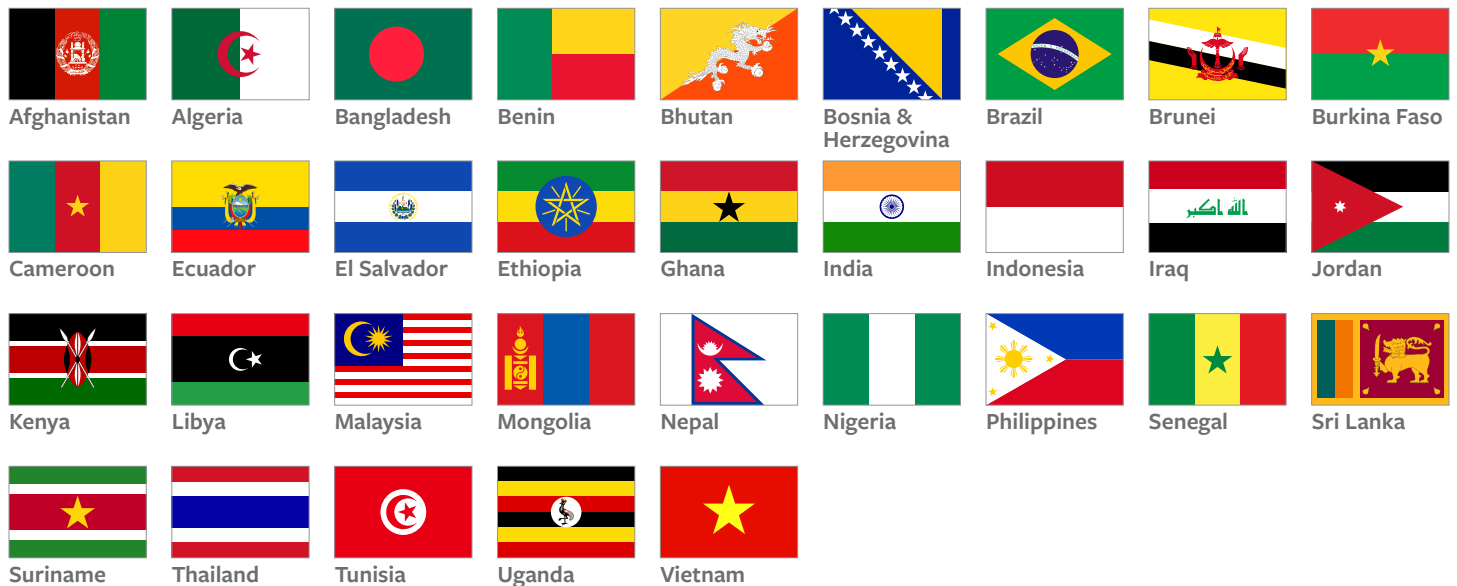 Afghanistan
Algeria
Bangladesh
Benin
Bhutan
Bosnia &
Herzegovina
Brazil
Brunei
Burkina Faso
الله اكبر
Cameroon
Ecuador
El Salvador
Ethiopia
Ghana
India
Indonesia
Iraq
Jordan
Kenya
Libya
Malaysia
Mongolia
Nepal
Nigeria
Philippines
Senegal
Sri Lanka
Suriname
Thailand
Tunisia
Uganda
Vietnam